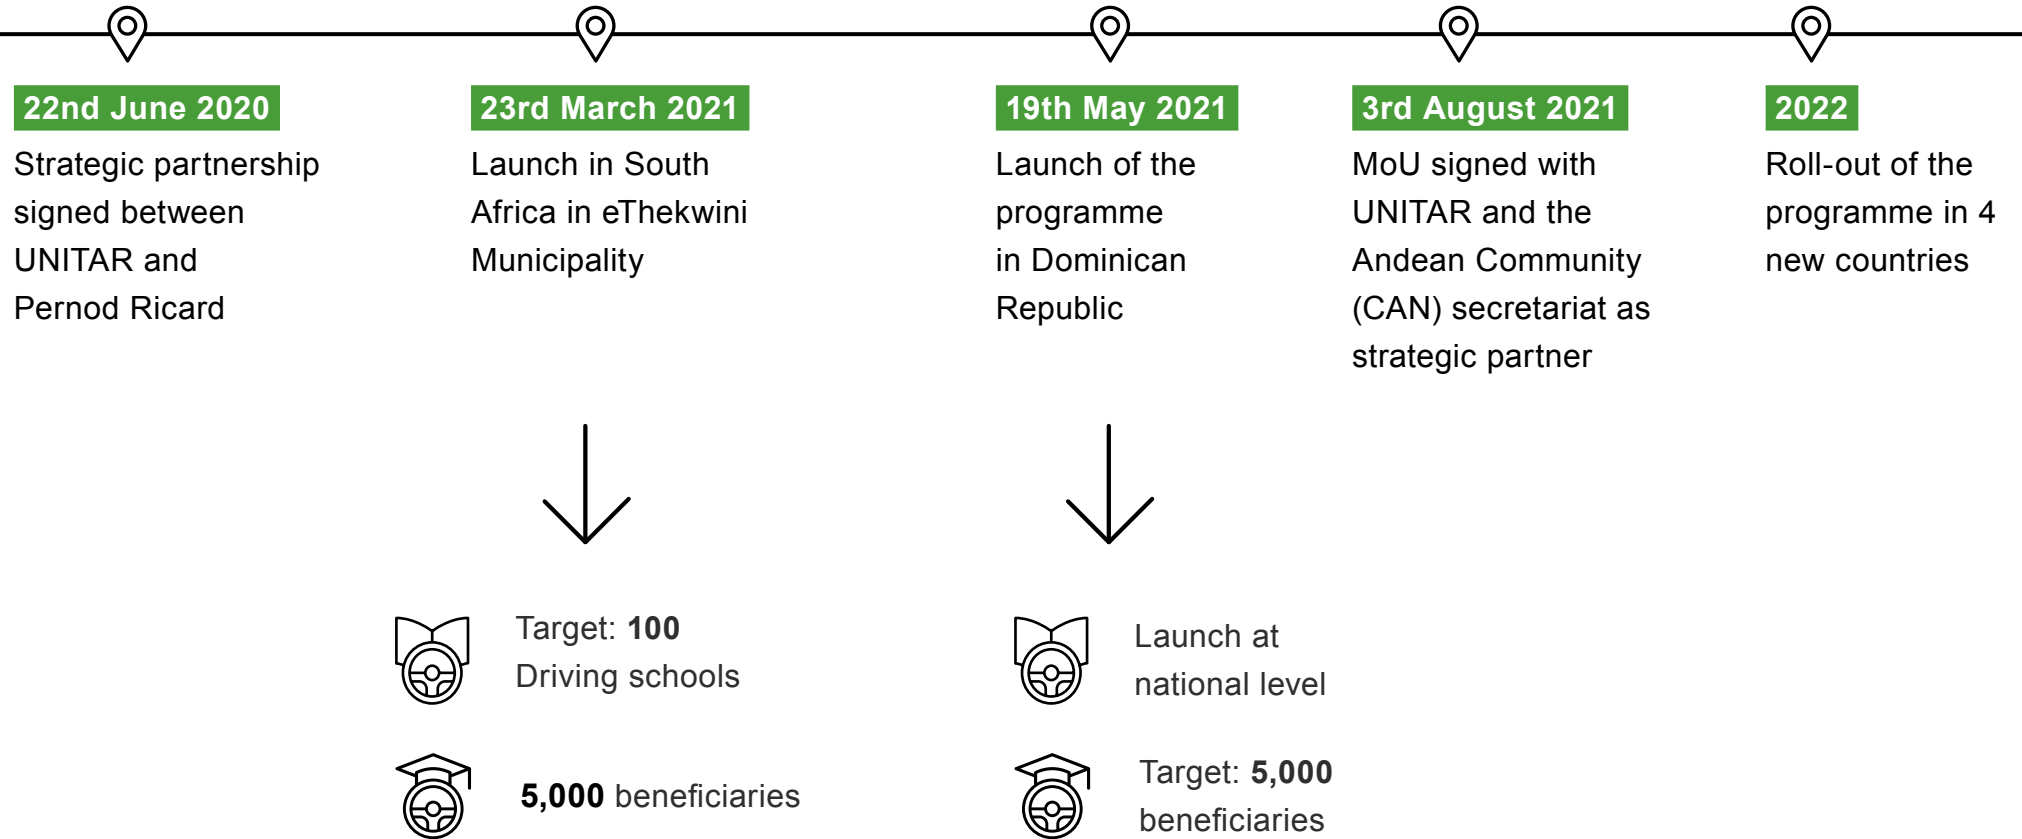 22nd June 2020
Strategic partnership
signed between
UNITAR and
Pernod Ricard
23rd March 2021
Launch in South
Africa in eThekwini
Municipality
19th May 2021
Launch of the
programme
in Dominican
Republic
3rd August 2021
MoU signed with
UNITAR and the
Andean Community
(CAN) secretariat as
strategic partner
2022
Roll-out of the
programme in 4
new countries
Target: 100
Driving schools
5,000 beneficiaries
Launch at
national level
Target: 5,000
beneficiaries